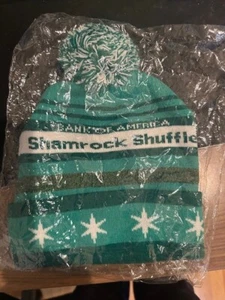 BANK OF AMERICA
Shamrock Shuffle